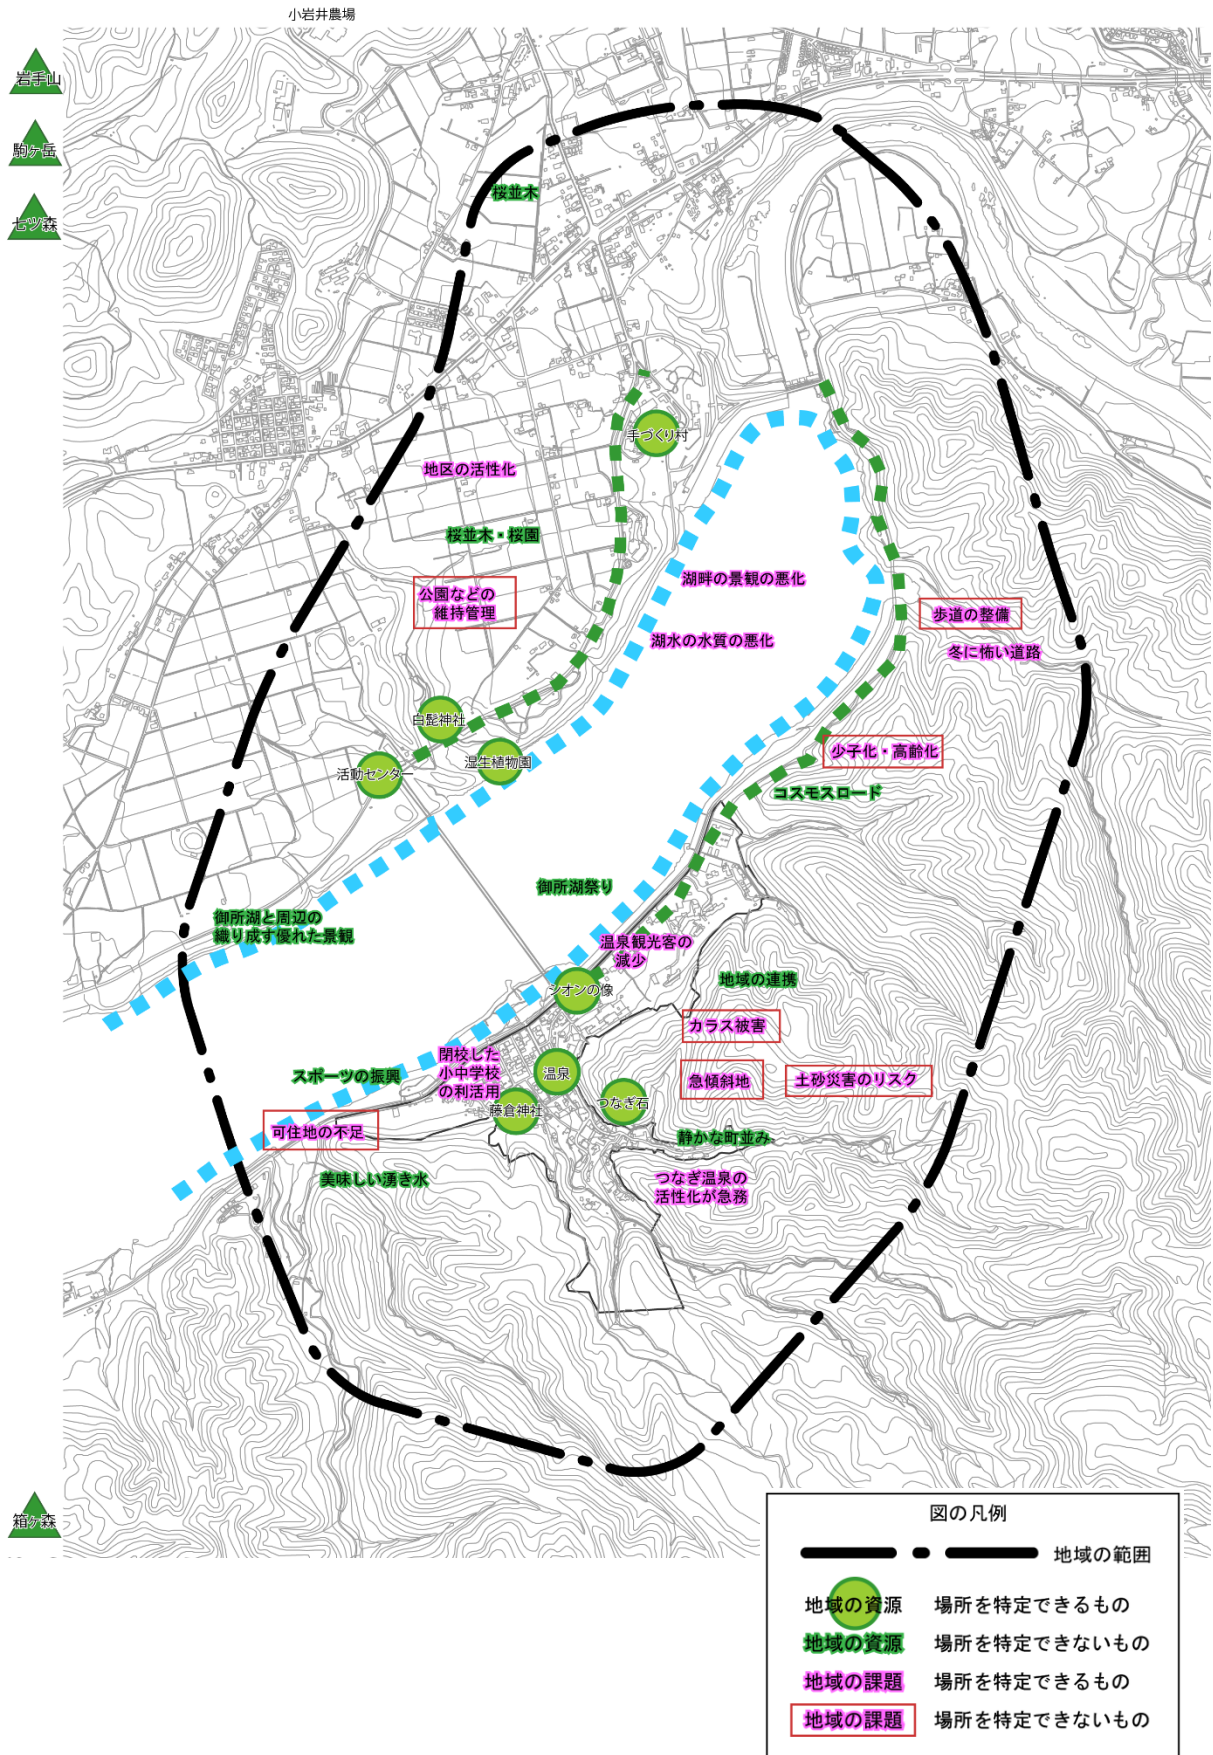 小岩井農場
岩手山
駒ヶ岳
七ツ森
桜並木
手づくり村
地区の活性化
桜並木・桜園
湖畔の景観の悪化
公園などの
維持管理
歩道の整備
湖水の水質の悪化
冬に怖い道路
白髭神社
少子化・高齢化
湿生植物園
活動センター
コスモスロード
御所湖祭り
御所湖と周辺の
織り成す優れた景観
温泉観光客の
減少
地域の連携
シオンの像
カラス被害
閉校した
小中学校
の利活用
スポーツの振興
温泉
急傾斜地
土砂災害のリスク
つなぎ石
藤倉神社
可住地の不足
静かな町並み
美味しい湧き水
つなぎ温泉の
活性化が急務
箱ヶ森
図の凡例
地域の範囲
地域の資源 場所を特定できるもの
地域の資源 場所を特定できないもの
地域の課題 場所を特定できるもの
地域の課題 場所を特定できないもの